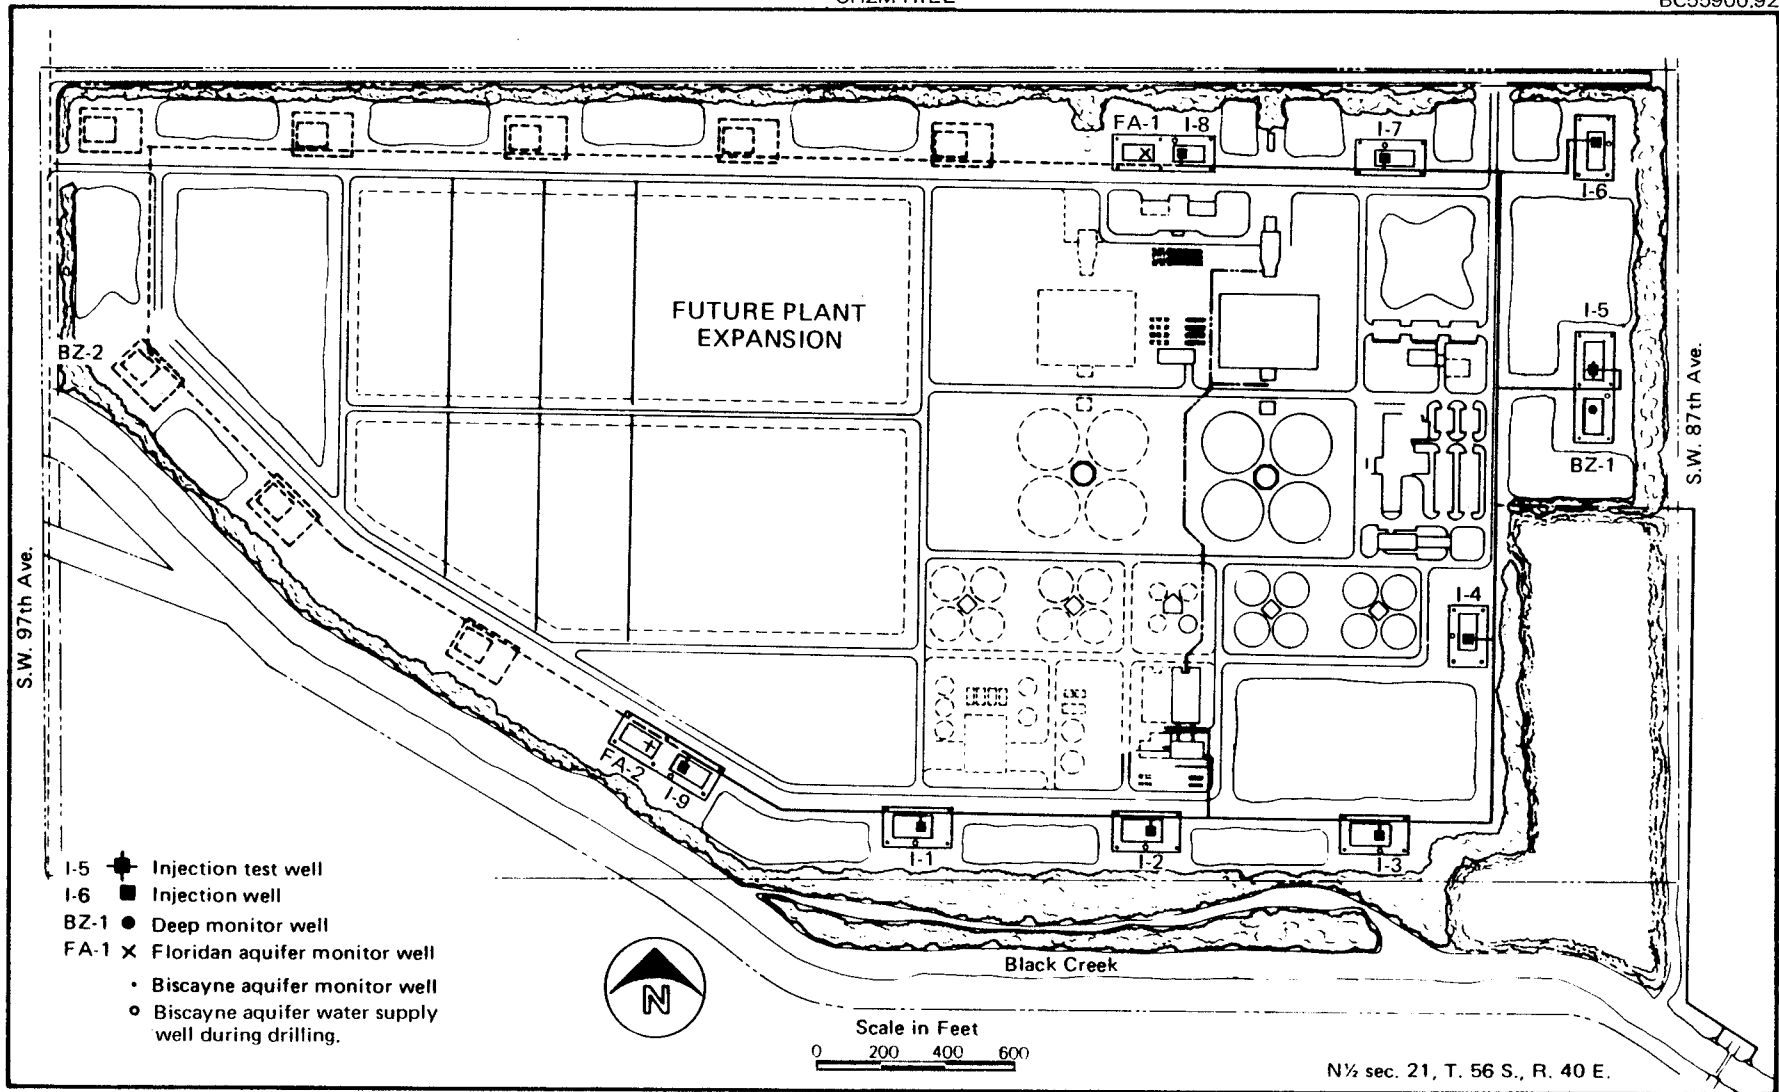 CH2M HILL
BC55900.92
FA-1
I-8
I-7
I-6
FUTURE PLANT
EXPANSION
I-5
BZ-2
S.W. 87th Ave.
BZ-1
S.W. 97th Ave.
I-4
FA-2
I-9
I-1
I-2
I-3
I-5 Injection test well
I-6 Injection well
BZ-1 Deep monitor well
FA-1 Floridan aquifer monitor well
Biscayne aquifer monitor well
Biscayne aquifer water supply
well during drilling.
N
Black Creek
Scale in Feet
0 200 400 600
N½ sec. 21, T. 56 S., R. 40 E.